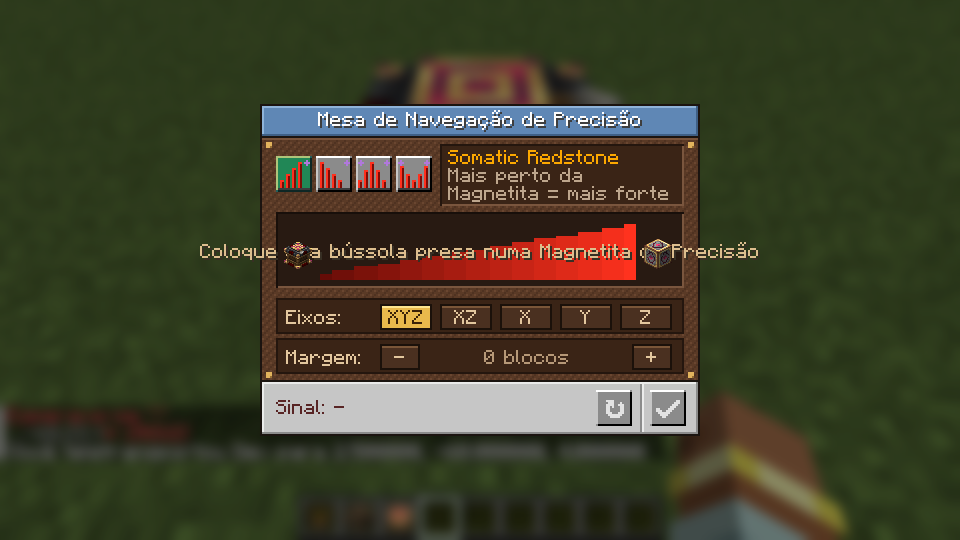 Mesa de Navegação de Precisão
Somatic Redstone
Mais perto da
Magnetita = mais forte
Coloque a bússola presa numa Magnetita Precisão
Eixos: XYZ XZ X Y Z
Margem: − 0 blocos +
Sinal: −